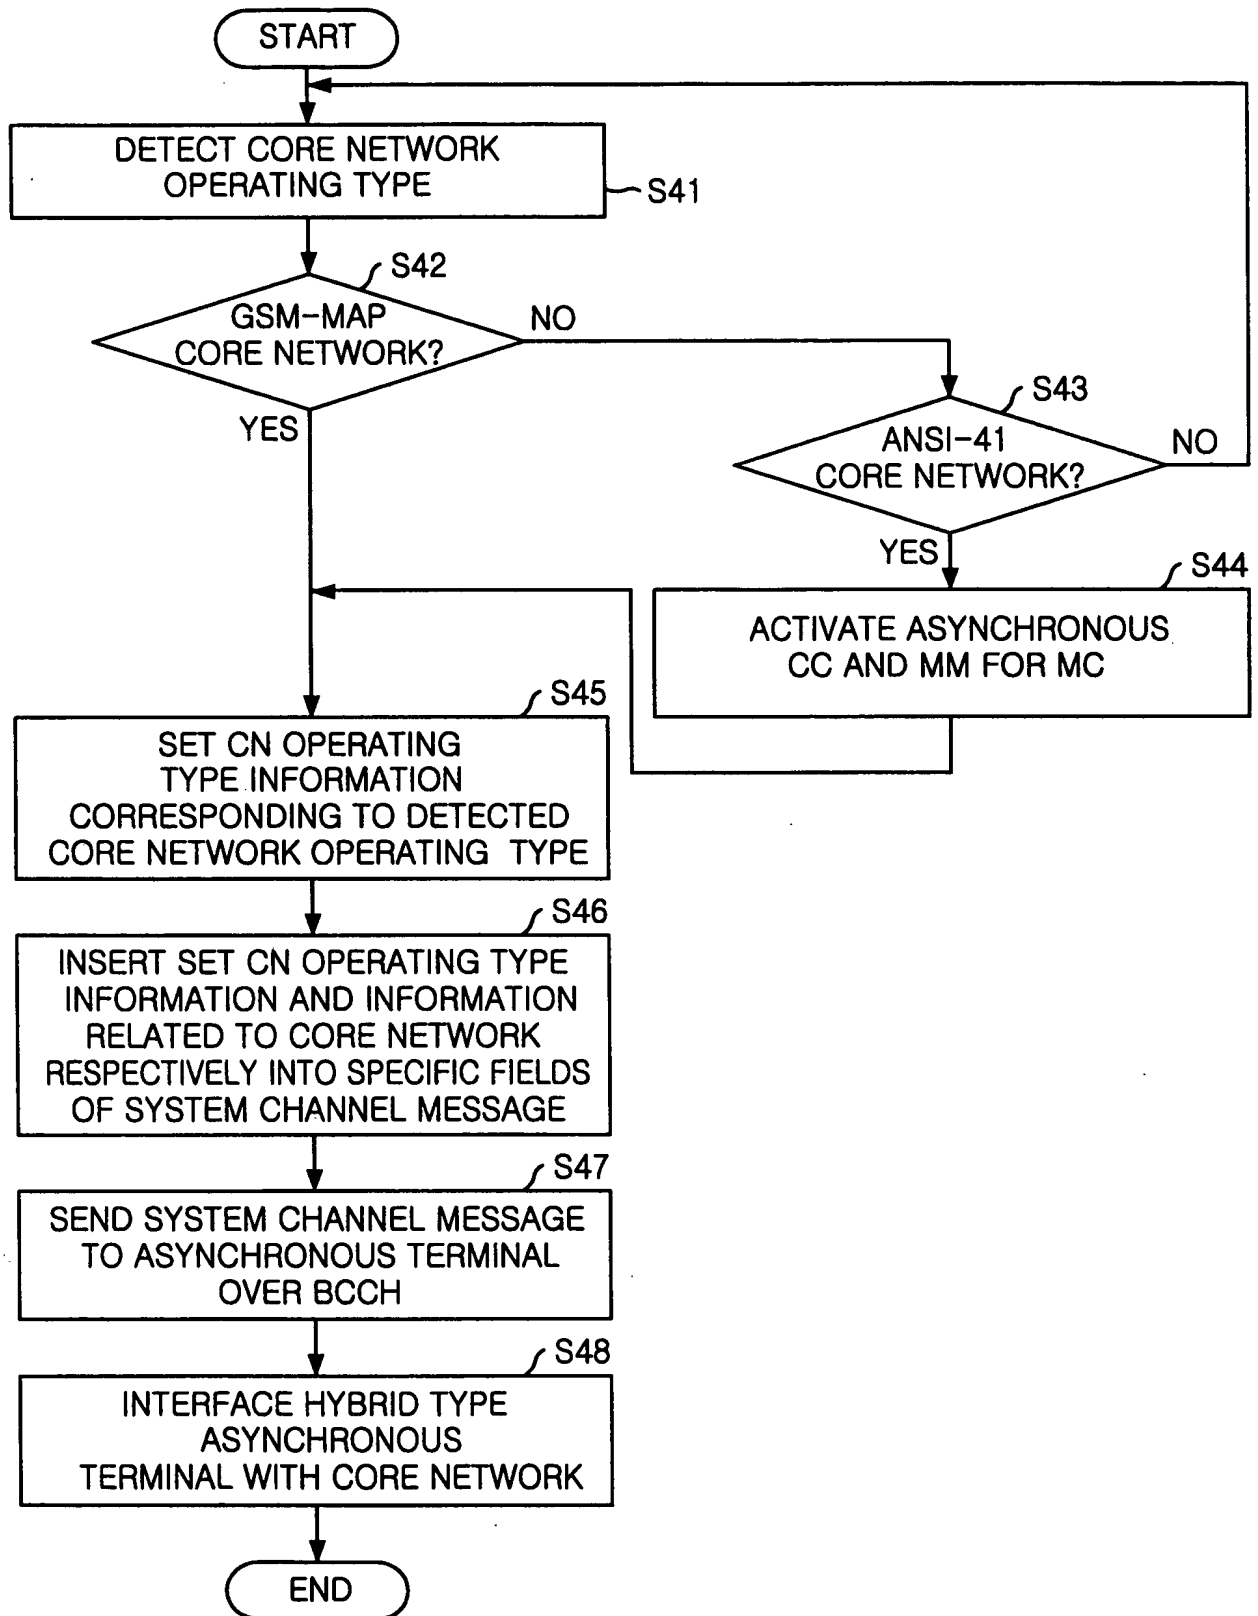 START
DETECT CORE NETWORK
OPERATING TYPE
S41
S42
GSM-MAP
CORE NETWORK?
NO
YES
S43
ANSI-41
CORE NETWORK?
NO
YES
S44
ACTIVATE ASYNCHRONOUS
CC AND MM FOR MC
S45
SET CN OPERATING
TYPE INFORMATION
CORRESPONDING TO DETECTED
CORE NETWORK OPERATING TYPE
S46
INSERT SET CN OPERATING TYPE
INFORMATION AND INFORMATION
RELATED TO CORE NETWORK
RESPECTIVELY INTO SPECIFIC FIELDS
OF SYSTEM CHANNEL MESSAGE
S47
SEND SYSTEM CHANNEL MESSAGE
TO ASYNCHRONOUS TERMINAL
OVER BCCH
S48
INTERFACE HYBRID TYPE
ASYNCHRONOUS
TERMINAL WITH CORE NETWORK
END